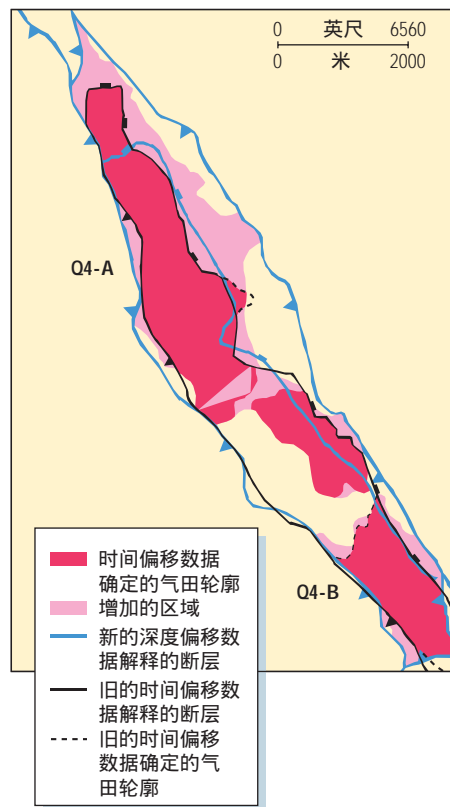 0 英尺 6560
0 米 2000
Q4-A
Q4-B
时间偏移数据
确定的气田轮廓
增加的区域
新的深度偏移数
据解释的断层
旧的时间偏移数
据解释的断层
旧的时间偏移
数据确定的气
田轮廓